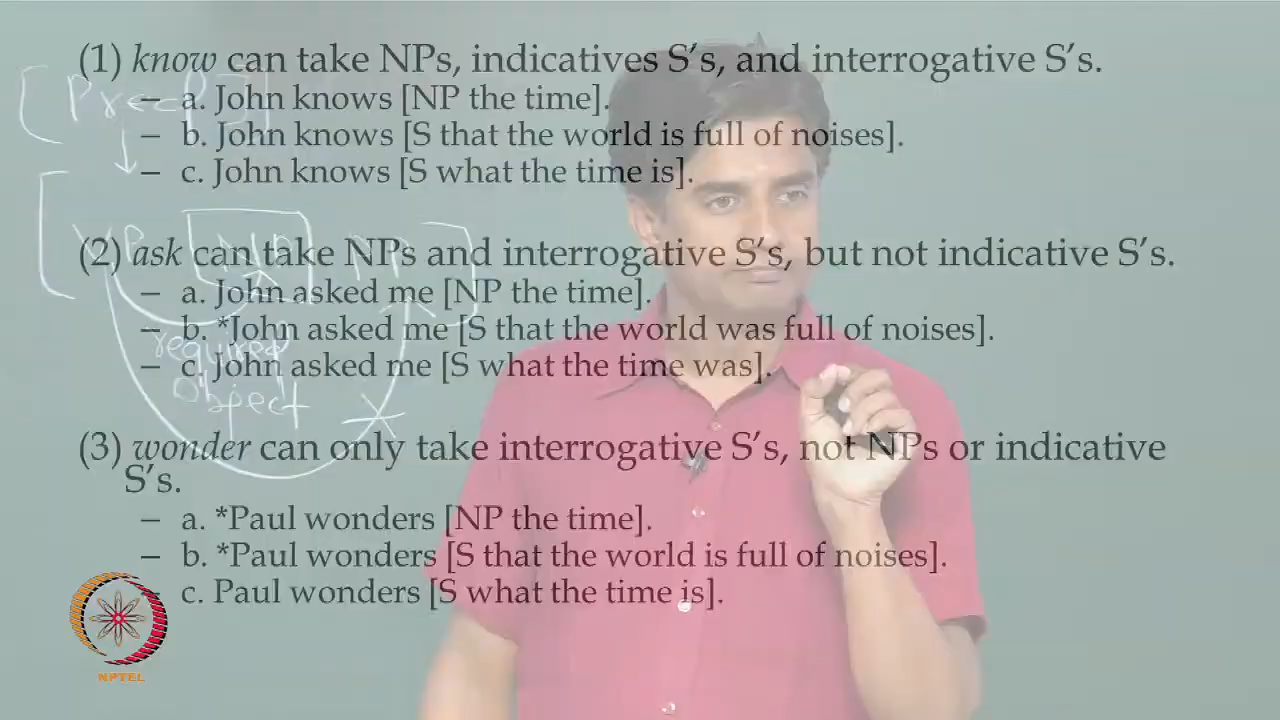 (1) know can take NPs, indicatives S's, and interrogative S's.
– a. John knows [NP the time].
– b. John knows [S that the world is full of noises].
– c. John knows [S what the time is].
(2) ask can take NPs and interrogative S's, but not indicative S's.
– a. John asked me [NP the time].
– b. *John asked me [S that the world was full of noises].
– c. John asked me [S what the time was].
(3) wonder can only take interrogative S's, not NPs or indicative
S's.
– a. *Paul wonders [NP the time].
– b. *Paul wonders [S that the world is full of noises].
– c. Paul wonders [S what the time is].
required
Object
NPTEL